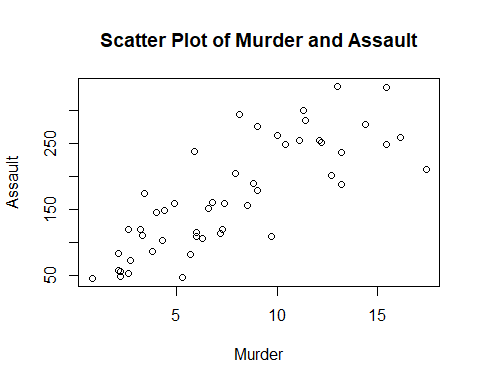 Scatter Plot of Murder and Assault
Assault
250
150
50
5 10 15
Murder